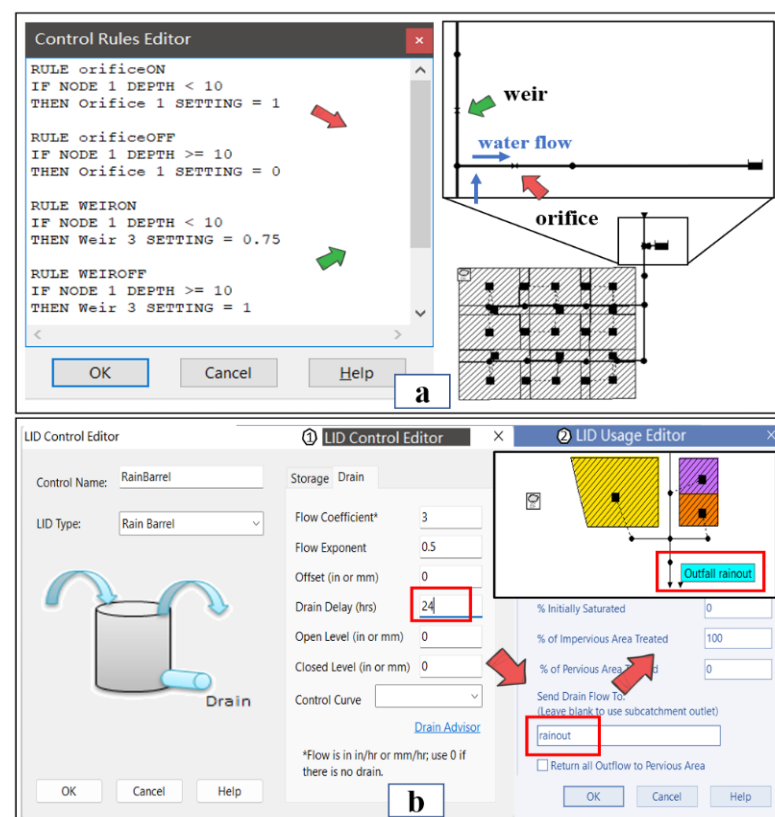 Control Rules Editor
RULE orificeON
IF NODE 1 DEPTH < 10
THEN Orifice 1 SETTING = 1
RULE orificeOFF
IF NODE 1 DEPTH >= 10
THEN Orifice 1 SETTING = 0
RULE WEIRON
IF NODE 1 DEPTH < 10
THEN Weir 3 SETTING = 0.75
RULE WEIROFF
IF NODE 1 DEPTH >= 10
THEN Weir 3 SETTING = 1
OK Cancel Help
a
weir
water flow
orifice
LID Control Editor
Control Name: RainBarrel
LID Type: Rain Barrel
Drain
OK Cancel Help
① LID Control Editor
Storage Drain
Flow Coefficient* 3
Flow Exponent 0.5
Offset (in or mm) 0
Drain Delay (hrs) 24
Open Level (in or mm) 0
Closed Level (in or mm) 0
Control Curve
Drain Advisor
*Flow is in in/hr or mm/hr; use 0 if
there is no drain.
b
② LID Usage Editor
Outfall rainout
% Initially Saturated 0
% of Impervious Area Treated 100
% of Pervious Area 0
Send Drain Flow To:
(Leave blank to use subcatchment outlet)
rainout
Return all Outflow to Pervious Area
OK Cancel Help